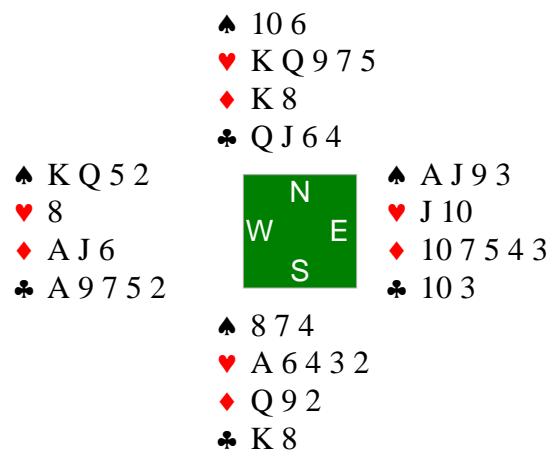 ♠ 10 6
♥ K Q 9 7 5
♦ K 8
♣ Q J 6 4
♠ K Q 5 2
♥ 8
♦ A J 6
♣ A 9 7 5 2
N
W E
S
♠ A J 9 3
♥ J 10
♦ 10 7 5 4 3
♣ 10 3
♠ 8 7 4
♥ A 6 4 3 2
♦ Q 9 2
♣ K 8